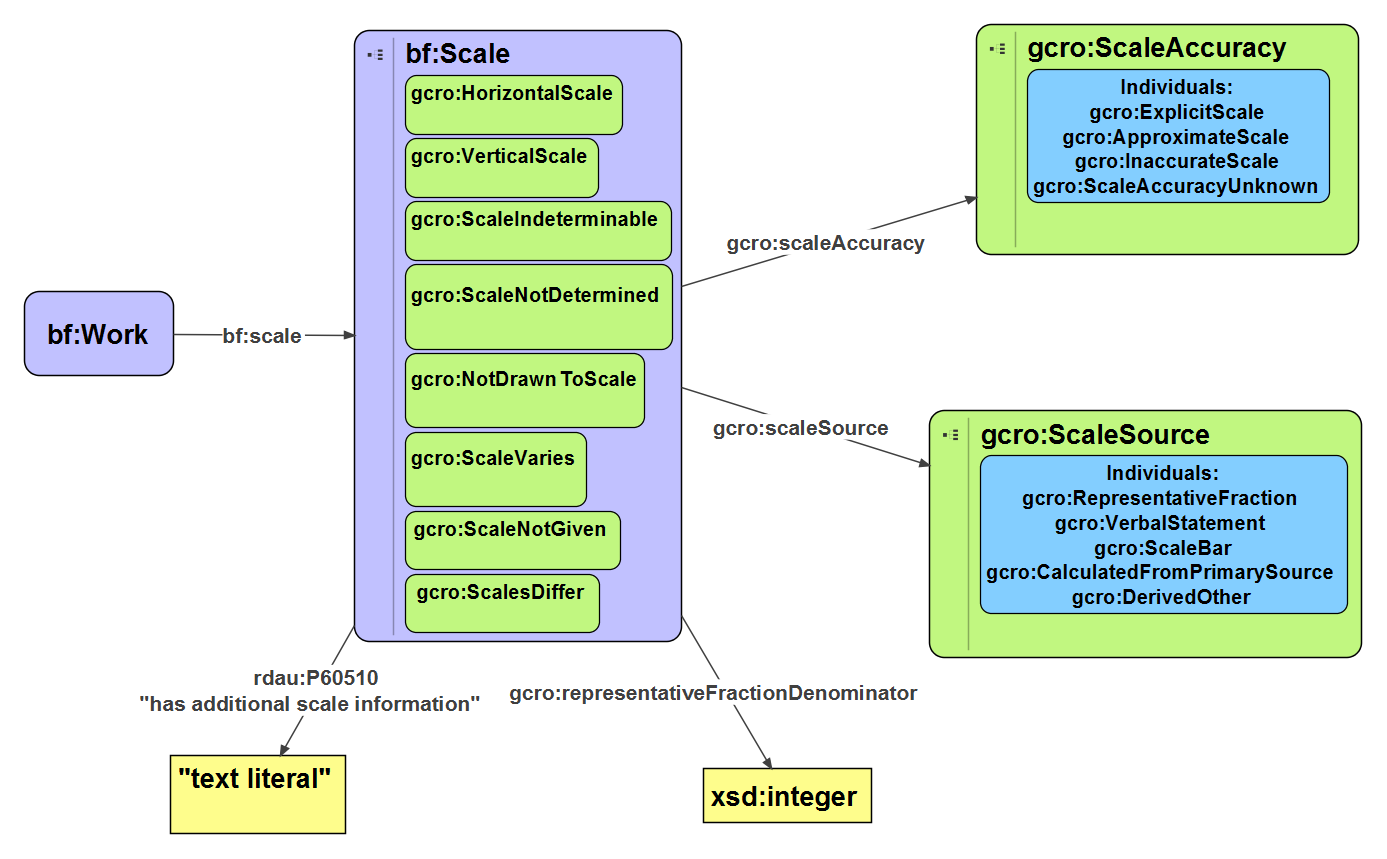 bf:Work
bf:scale
bf:Scale
gcro:HorizontalScale
gcro:VerticalScale
gcro:ScaleIndeterminable
gcro:ScaleNotDetermined
gcro:NotDrawn ToScale
gcro:ScaleVaries
gcro:ScaleNotGiven
gcro:ScalesDiffer
gcro:scaleAccuracy
gcro:ScaleAccuracy
Individuals:
gcro:ExplicitScale
gcro:ApproximateScale
gcro:InaccurateScale
gcro:ScaleAccuracyUnknown
gcro:scaleSource
gcro:ScaleSource
Individuals:
gcro:RepresentativeFraction
gcro:VerbalStatement
gcro:ScaleBar
gcro:CalculatedFromPrimarySource
gcro:DerivedOther
rdau:P60510
"has additional scale information"
"text literal"
gcro:representativeFractionDenominator
xsd:integer